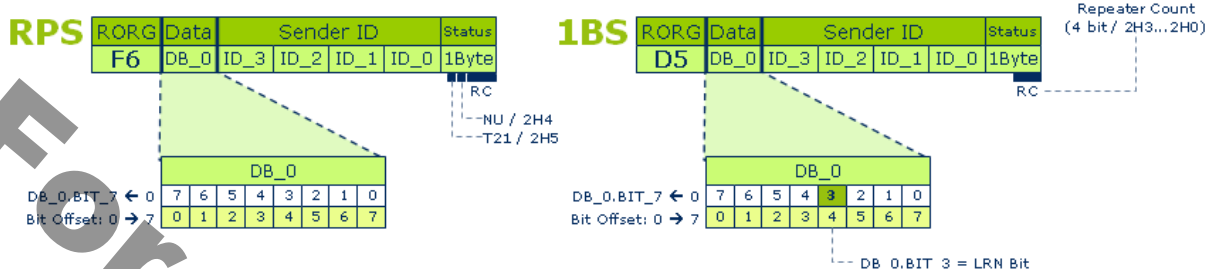 RPS RORG Data Sender ID Status
F6 DB_0 ID_3 ID_2 ID_1 ID_0 1Byte
RC
NU / 2H4
T21 / 2H5
DB_0
DB_0.BIT_7 ← 0 7 6 5 4 3 2 1 0
Bit Offset: 0 → 7 0 1 2 3 4 5 6 7
1BS RORG Data Sender ID Status
D5 DB_0 ID_3 ID_2 ID_1 ID_0 1Byte
Repeater Count
(4 bit / 2H3...2H0)
RC
DB_0
DB_0.BIT_7 ← 0 7 6 5 4 3 2 1 0
Bit Offset: 0 → 7 0 1 2 3 4 5 6 7
DB_0.BIT_3 = LRN Bit
For